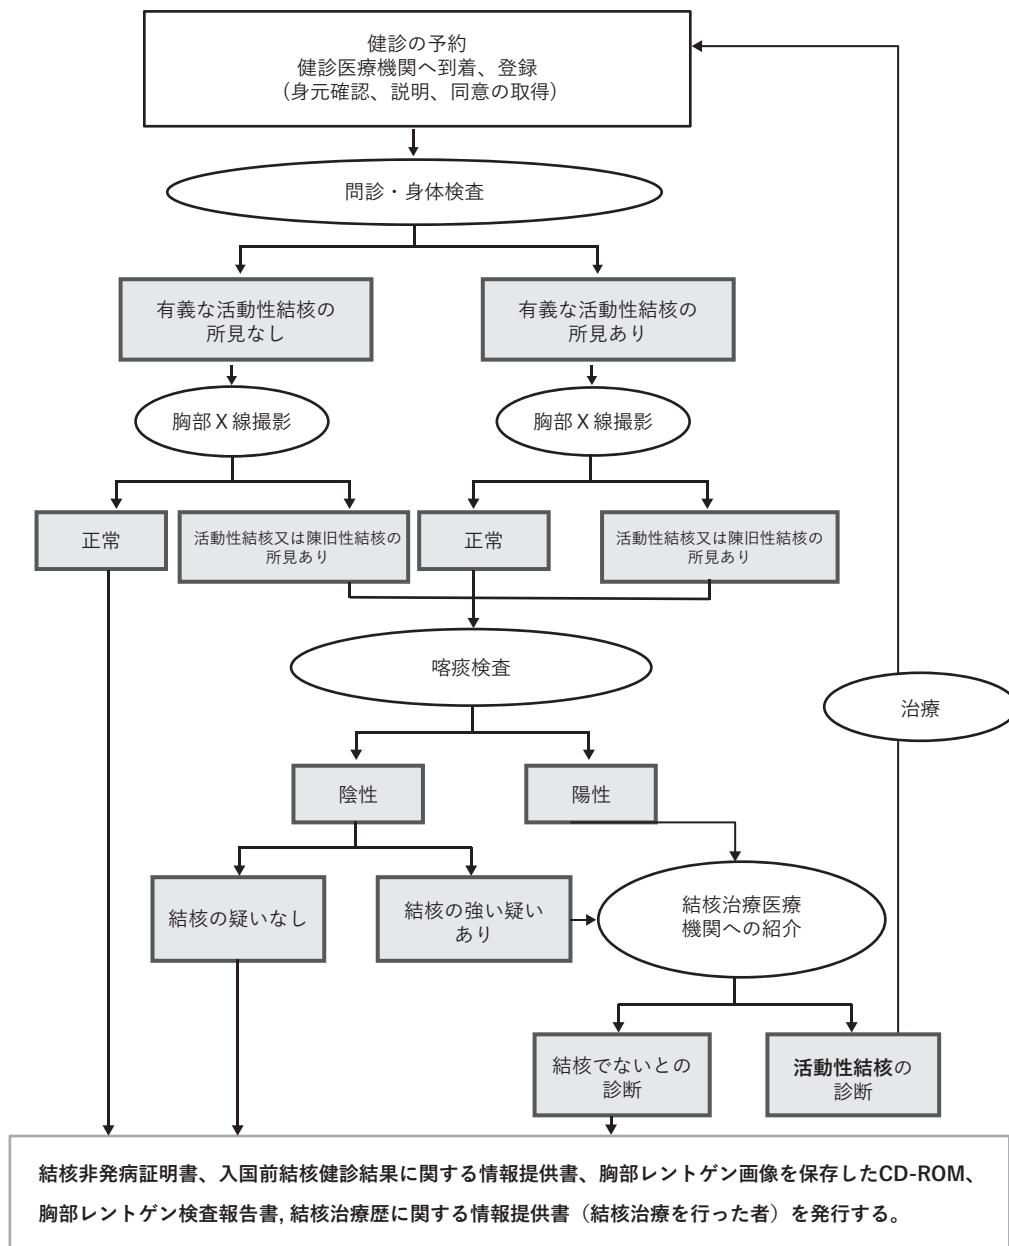 健診の予約
健診医療機関へ到着、登録
（身元確認、説明、同意の取得）
問診・身体検査
有義な活動性結核の
所見なし
有義な活動性結核の
所見あり
胸部X線撮影
胸部X線撮影
正常
活動性結核又は陳旧性結核の
所見あり
正常
活動性結核又は陳旧性結核の
所見あり
喀痰検査
治療
陰性
陽性
結核の疑いなし
結核の強い疑い
あり
結核治療医療
機関への紹介
結核でないとの
診断
活動性結核の
診断
結核非発病証明書、入国前結核健診結果に関する情報提供書、胸部レントゲン画像を保存したCD-ROM、
胸部レントゲン検査報告書, 結核治療歴に関する情報提供書（結核治療を行った者）を発行する。